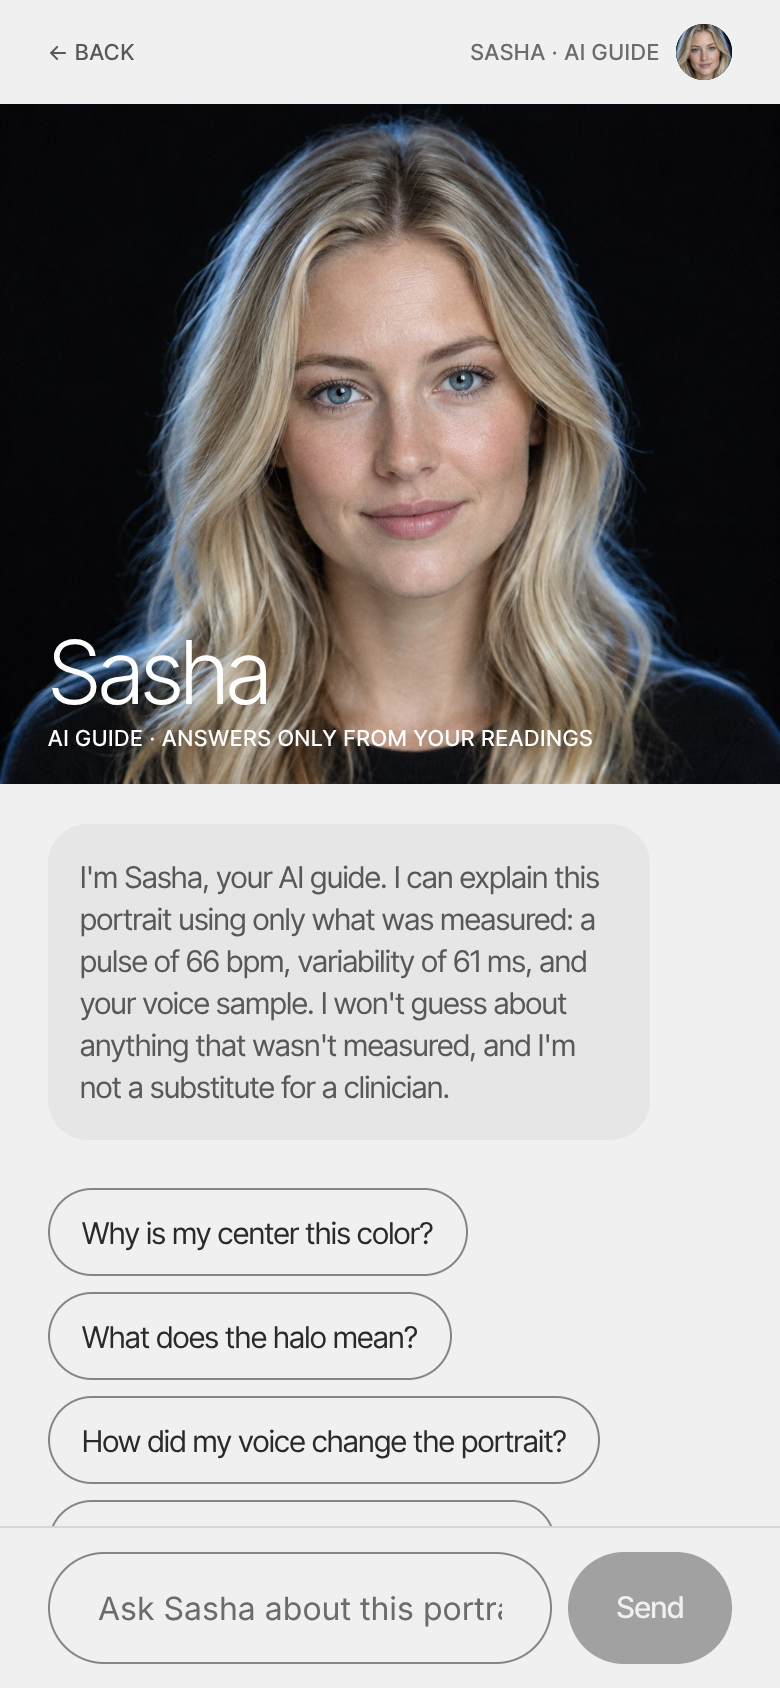 ← BACK
SASHA · AI GUIDE
Sasha
AI GUIDE · ANSWERS ONLY FROM YOUR READINGS
I'm Sasha, your AI guide. I can explain this
portrait using only what was measured: a
pulse of 66 bpm, variability of 61 ms, and
your voice sample. I won't guess about
anything that wasn't measured, and I'm
not a substitute for a clinician.
Why is my center this color?
What does the halo mean?
How did my voice change the portrait?
Ask Sasha about this
Send